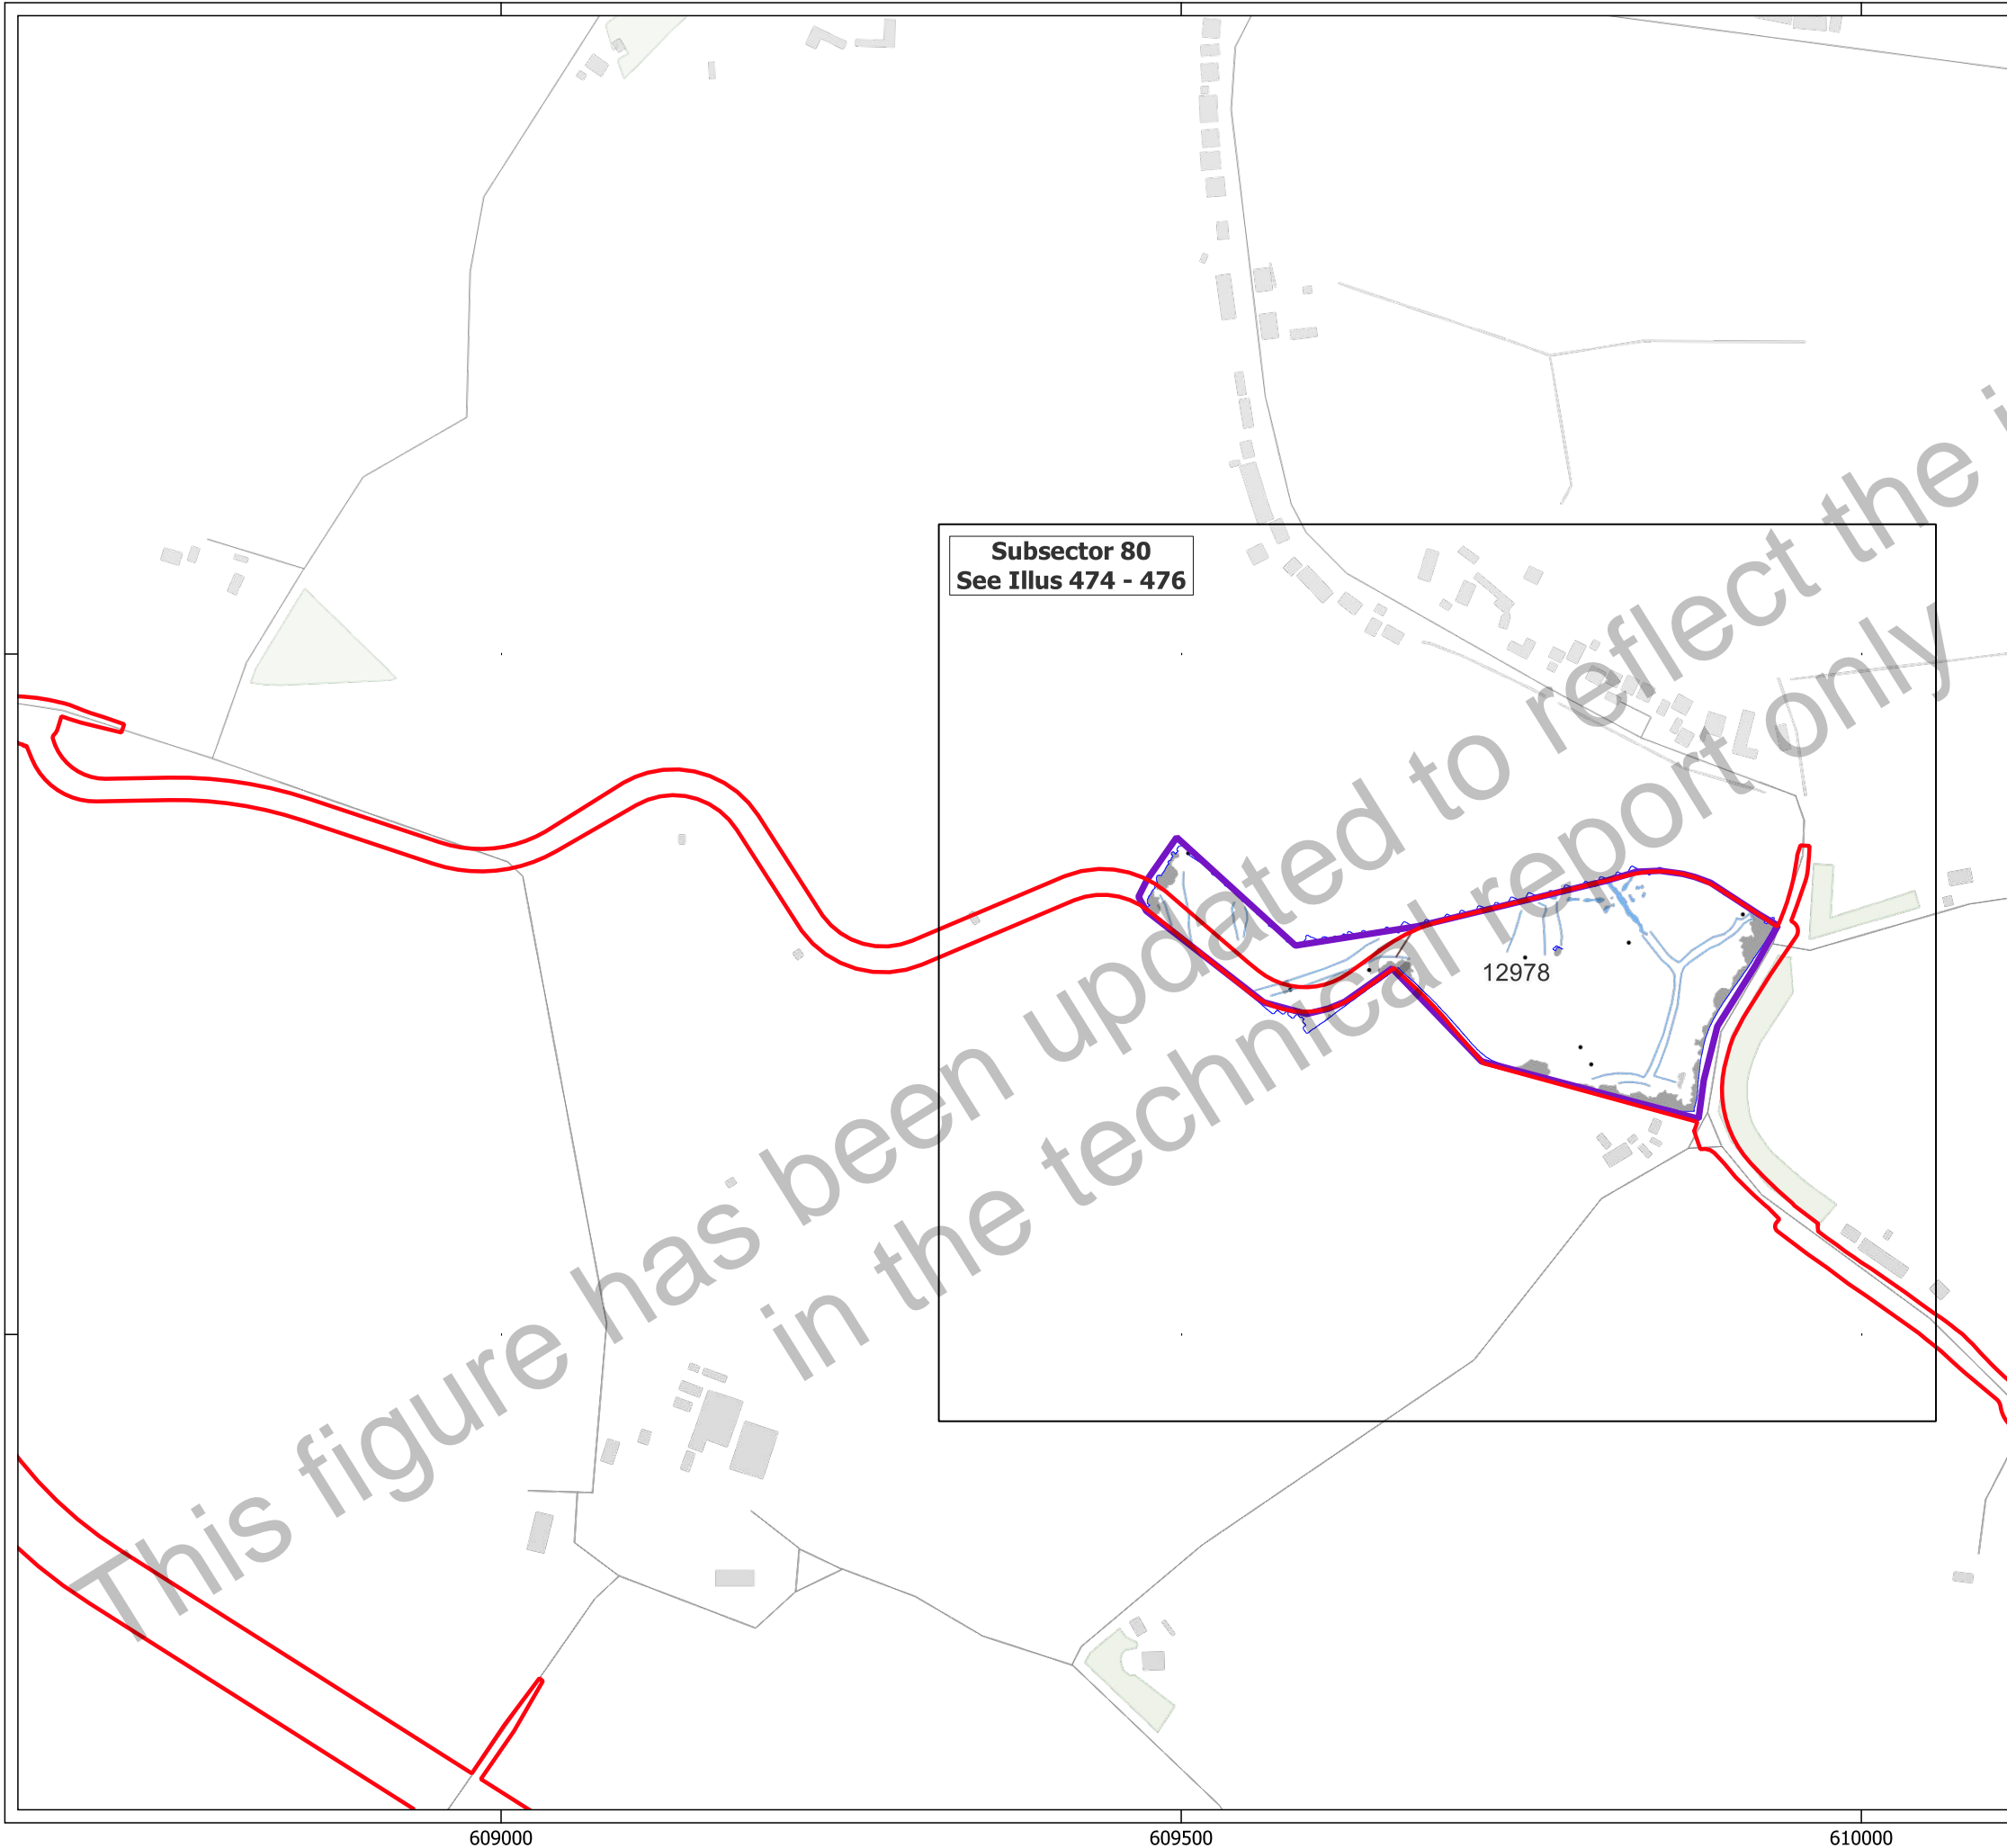 Subsector 80
See Illus 474 - 476
12978
This figure has been updated to reflect the i
in the technical report only
609000
609500
610000